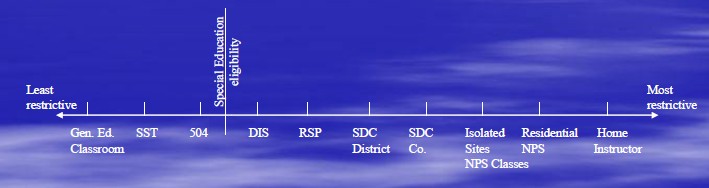 Special Education
eligibility
Least
restrictive
Most
restrictive
Gen. Ed.
Classroom
SST
504
DIS
RSP
SDC
District
SDC
Co.
Isolated
Sites
NPS Classes
Residential
NPS
Home
Instructor